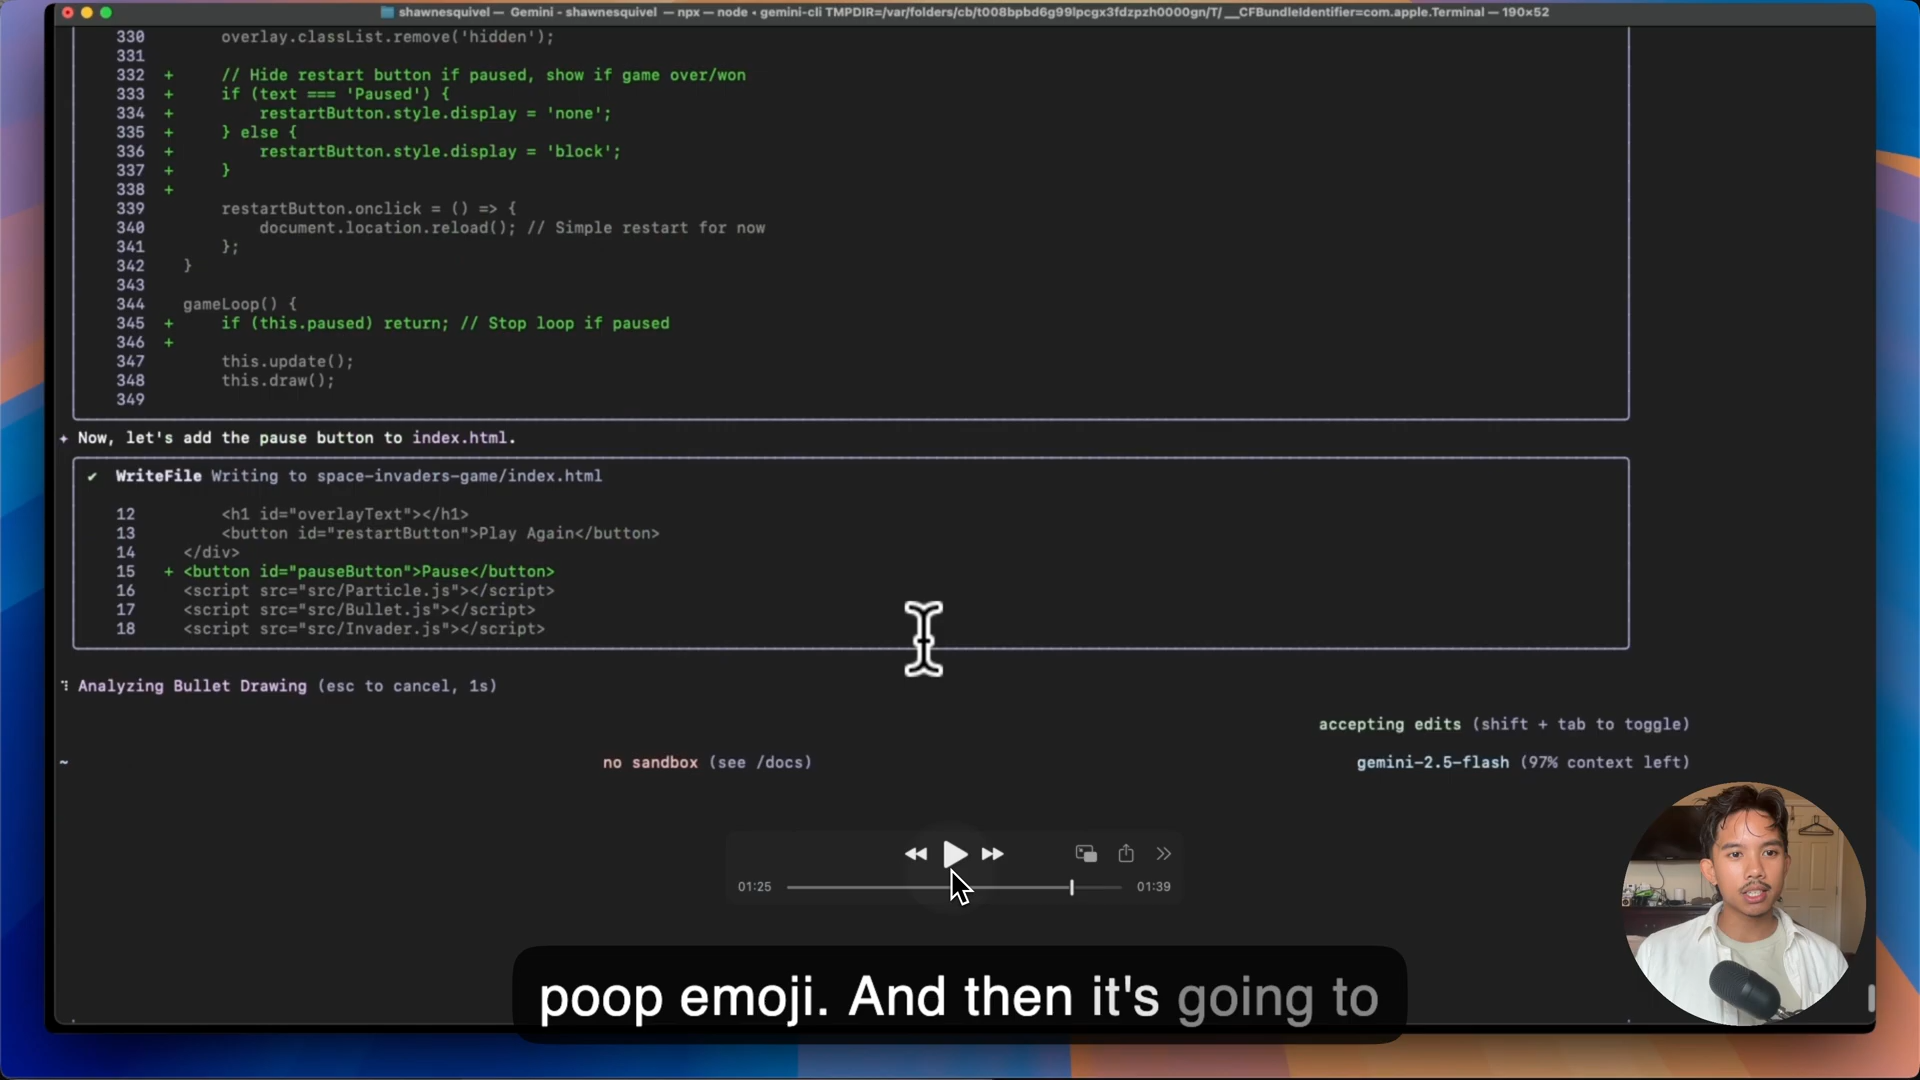 shawnesquivel — Gemini - shawnesquivel — npx — node • gemini-cli TMPDIR=/var/folders/cb/t008bpbd6g99lpcgx3fdzpzh0000gn/T/ __CFBundleIdentifier=com.apple.Terminal — 190×52
330 overlay.classList.remove('hidden');
331
332 + // Hide restart button if paused, show if game over/won
333 + if (text === 'Paused') {
334 + restartButton.style.display = 'none';
335 + } else {
336 + restartButton.style.display = 'block';
337 + }
338 +
339 restartButton.onclick = () => {
340 document.location.reload(); // Simple restart for now
341 };
342 }
343
344 gameLoop() {
345 + if (this.paused) return; // Stop loop if paused
346 +
347 this.update();
348 this.draw();
349
✦ Now, let's add the pause button to index.html.
✔ WriteFile Writing to space-invaders-game/index.html
12 <h1 id="overlayText"></h1>
13 <button id="restartButton">Play Again</button>
14 </div>
15 + <button id="pauseButton">Pause</button>
16 <script src="src/Particle.js"></script>
17 <script src="src/Bullet.js"></script>
18 <script src="src/Invader.js"></script>
Analyzing Bullet Drawing (esc to cancel, 1s)
accepting edits (shift + tab to toggle)
~ no sandbox (see /docs) gemini-2.5-flash (97% context left)
01:25 01:39
poop emoji. And then it's going to